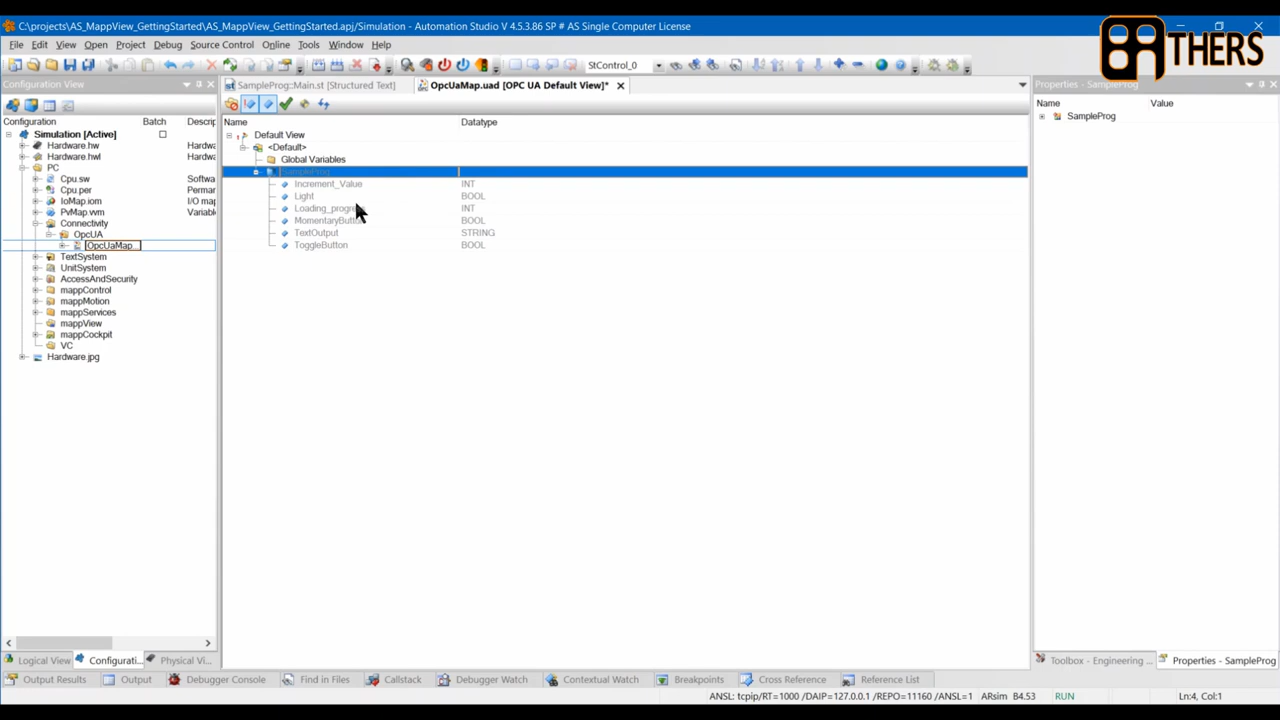 C:\projects\AS_MappView_GettingStarted\AS_MappView_GettingStarted.apj/Simulation - Automation Studio V 4.5.3.86 SP # AS Single Computer License
THERS
File Edit View Open Project Debug Source Control Online Tools Window Help
StControl_0
Configuration View
SampleProg::Main.st [Structured Text]
OpcUaMap.uad [OPC UA Default View]*
Properties - SampleProg
Configuration Batch Descrip
Name Datatype
Name Value
Simulation [Active]
Hardware.hw Hardwa
Hardware.hwl Hardwa
PC
Cpu.sw Softwa
Cpu.per Permar
IoMap.iom I/O map
PvMap.vvm Variabl
Connectivity
OpcUA
OpcUaMap...
TextSystem
UnitSystem
AccessAndSecurity
mappControl
mappMotion
mappServices
mappView
mappCockpit
VC
Hardware.jpg
Default View
<Default>
Global Variables
SampleProg
Increment_Value INT
Light BOOL
Loading_progre INT
MomentaryButt BOOL
TextOutput STRING
ToggleButton BOOL
SampleProg
Logical View Configurati... Physical Vi...
Toolbox - Engineering ... Properties - SampleProg
Output Results Output Debugger Console Find in Files Callstack Debugger Watch Contextual Watch Breakpoints Cross Reference Reference List
ANSL: tcpip/RT=1000 /DAIP=127.0.0.1 /REPO=11160 /ANSL=1 ARsim B4.53 RUN Ln:4, Col:1